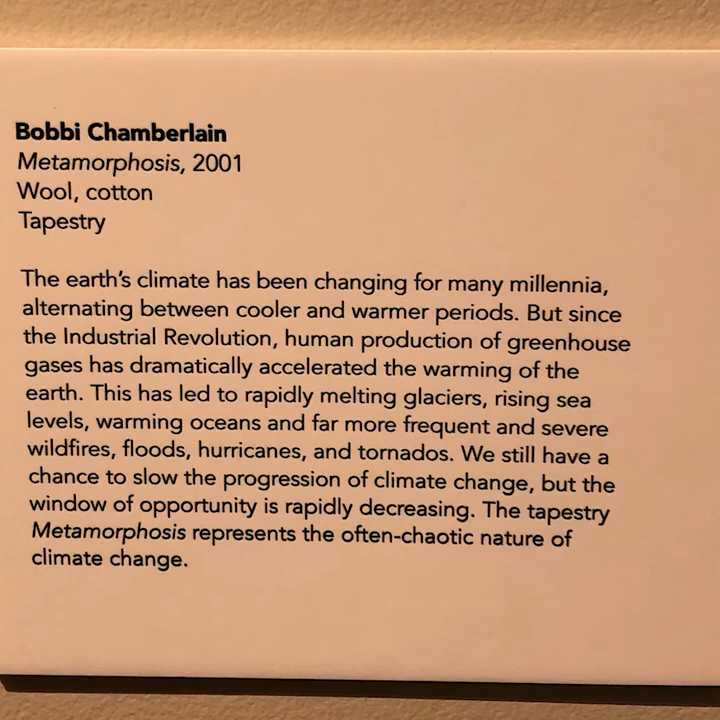 Bobbi Chamberlain
Metamorphosis, 2001
Wool, cotton
Tapestry
The earth's climate has been changing for many millennia,
alternating between cooler and warmer periods. But since
the Industrial Revolution, human production of greenhouse
gases has dramatically accelerated the warming of the
earth. This has led to rapidly melting glaciers, rising sea
levels, warming oceans and far more frequent and severe
wildfires, floods, hurricanes, and tornados. We still have a
chance to slow the progression of climate change, but the
window of opportunity is rapidly decreasing. The tapestry
Metamorphosis represents the often-chaotic nature of
climate change.